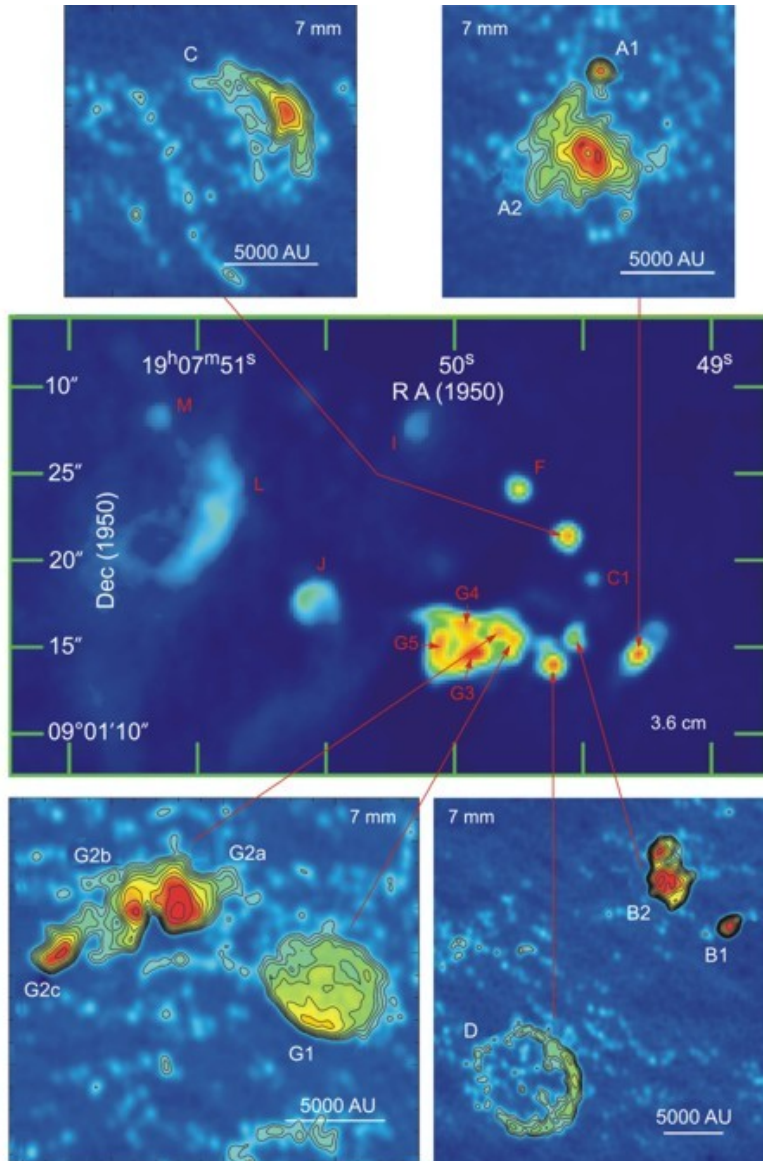 7 mm
C
5000 AU
7 mm
A1
A2
5000 AU
19h07m51s
50s
49s
R A (1950)
10″
25″
20″
15″
09°01′10″
Dec (1950)
M
L
I
F
J
C1
G4
G5
G3
3.6 cm
7 mm
G2b
G2a
G2c
G1
5000 AU
7 mm
B2
B1
D
5000 AU